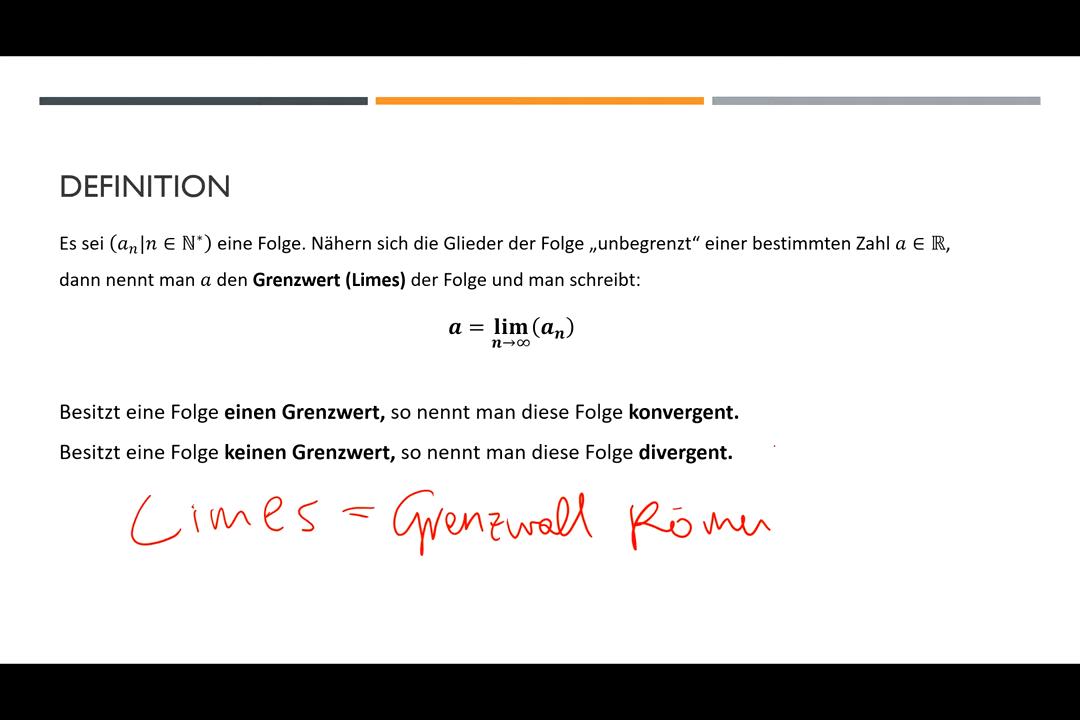 DEFINITION
Es sei (aₙ|n ∈ ℕ*) eine Folge. Nähern sich die Glieder der Folge „unbegrenzt“ einer bestimmten Zahl a ∈ ℝ,
dann nennt man a den Grenzwert (Limes) der Folge und man schreibt:
a = lim n→∞ (aₙ)
Besitzt eine Folge einen Grenzwert, so nennt man diese Folge konvergent.
Besitzt eine Folge keinen Grenzwert, so nennt man diese Folge divergent.
Limes = Grenzwall Römer